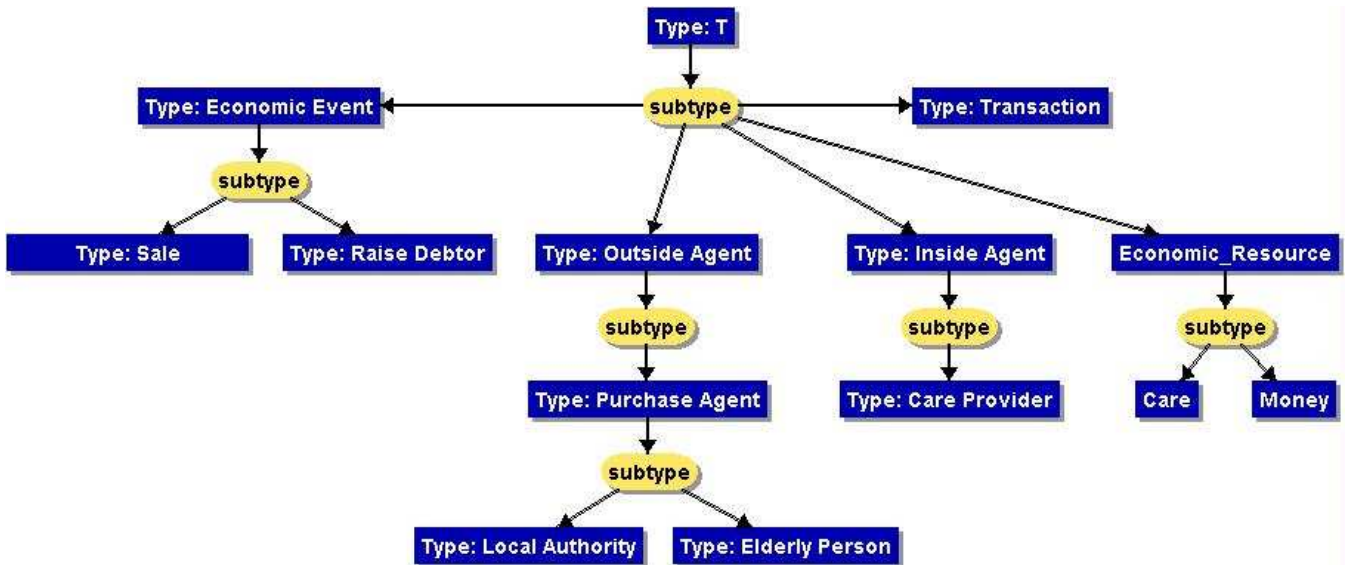 Type: T
Type: Economic Event
subtype
Type: Transaction
subtype
Type: Sale
Type: Raise Debtor
Type: Outside Agent
Type: Inside Agent
Economic_Resource
subtype
subtype
subtype
Type: Purchase Agent
Type: Care Provider
Care
Money
subtype
Type: Local Authority
Type: Elderly Person